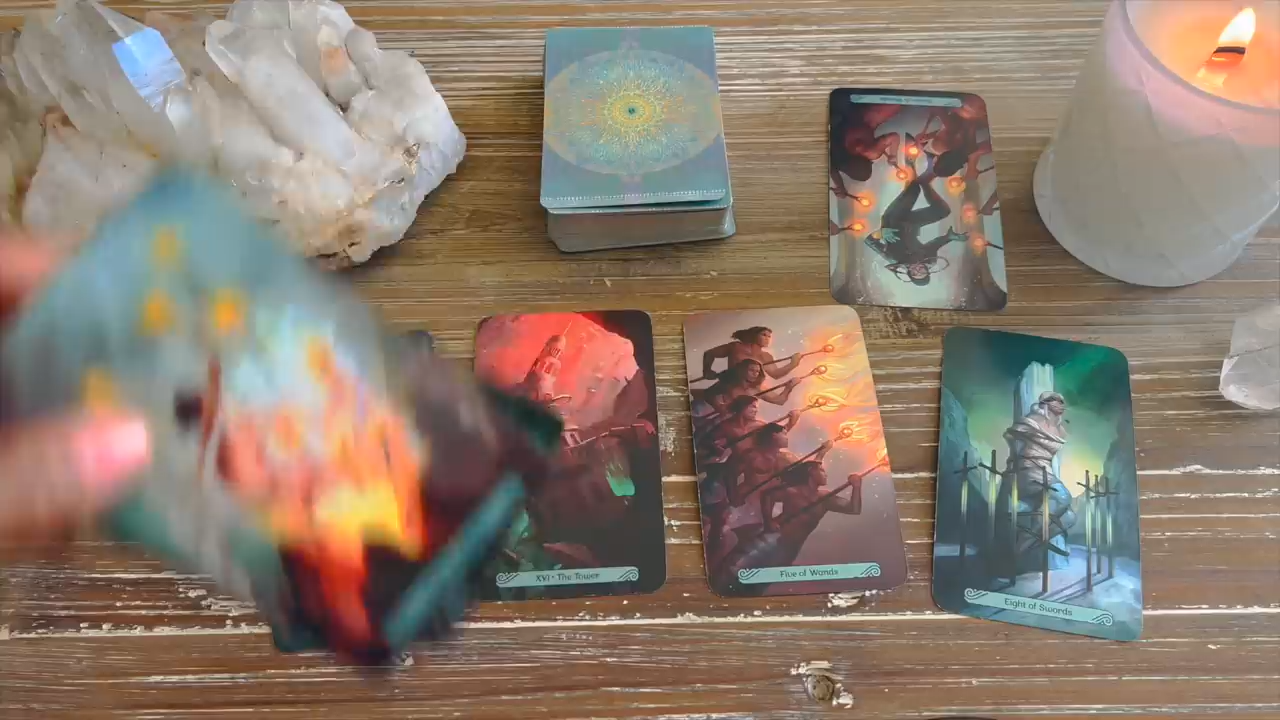 XVI • The Tower
Five of Wands
Eight of Swords